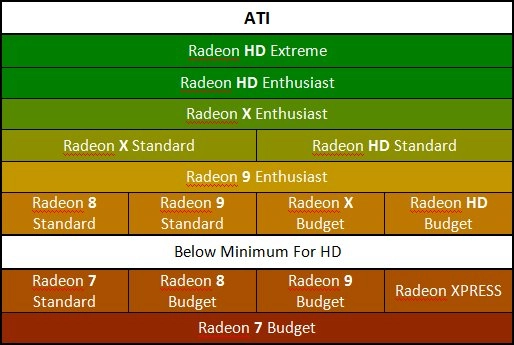 ATI
Radeon HD Extreme
Radeon HD Enthusiast
Radeon X Enthusiast
Radeon X Standard
Radeon HD Standard
Radeon 9 Enthusiast
Radeon 8
Standard
Radeon 9
Standard
Radeon X
Budget
Radeon HD
Budget
Below Minimum For HD
Radeon 7
Standard
Radeon 8
Budget
Radeon 9
Budget
Radeon XPRESS
Radeon 7 Budget